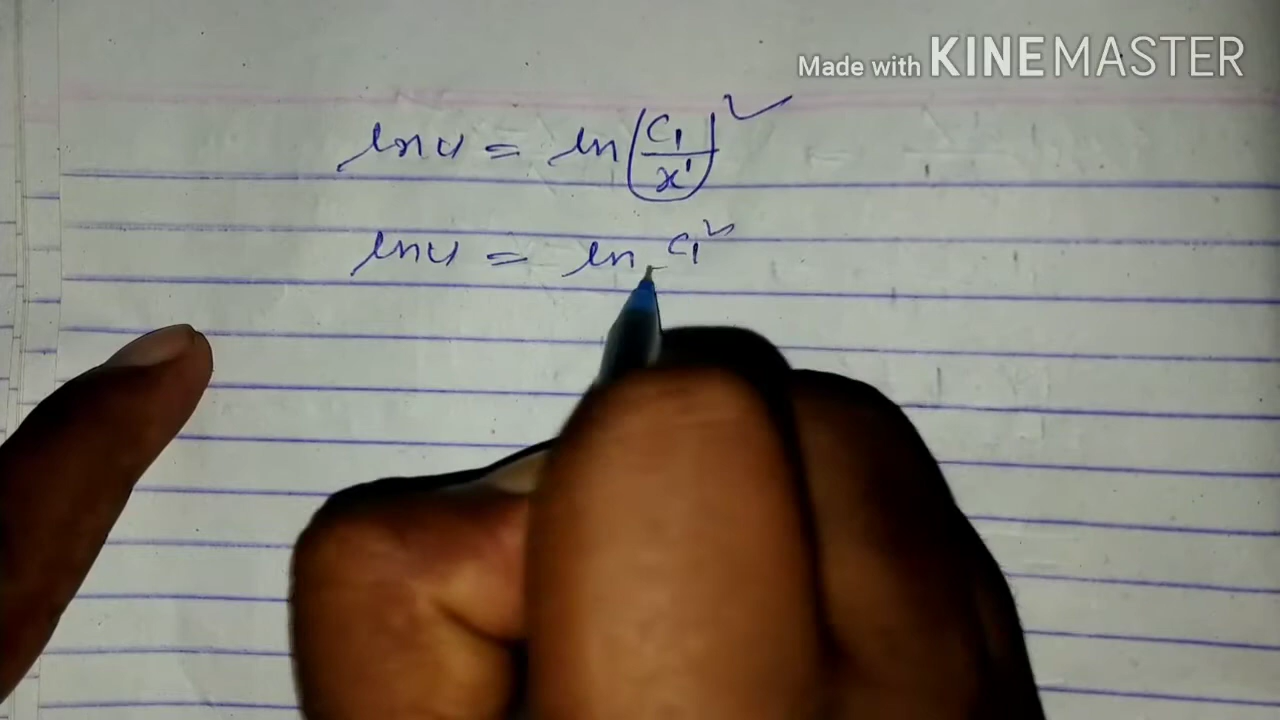 Made with KINEMASTER
ln u = ln (C₁/x')²
ln u = ln C₁²